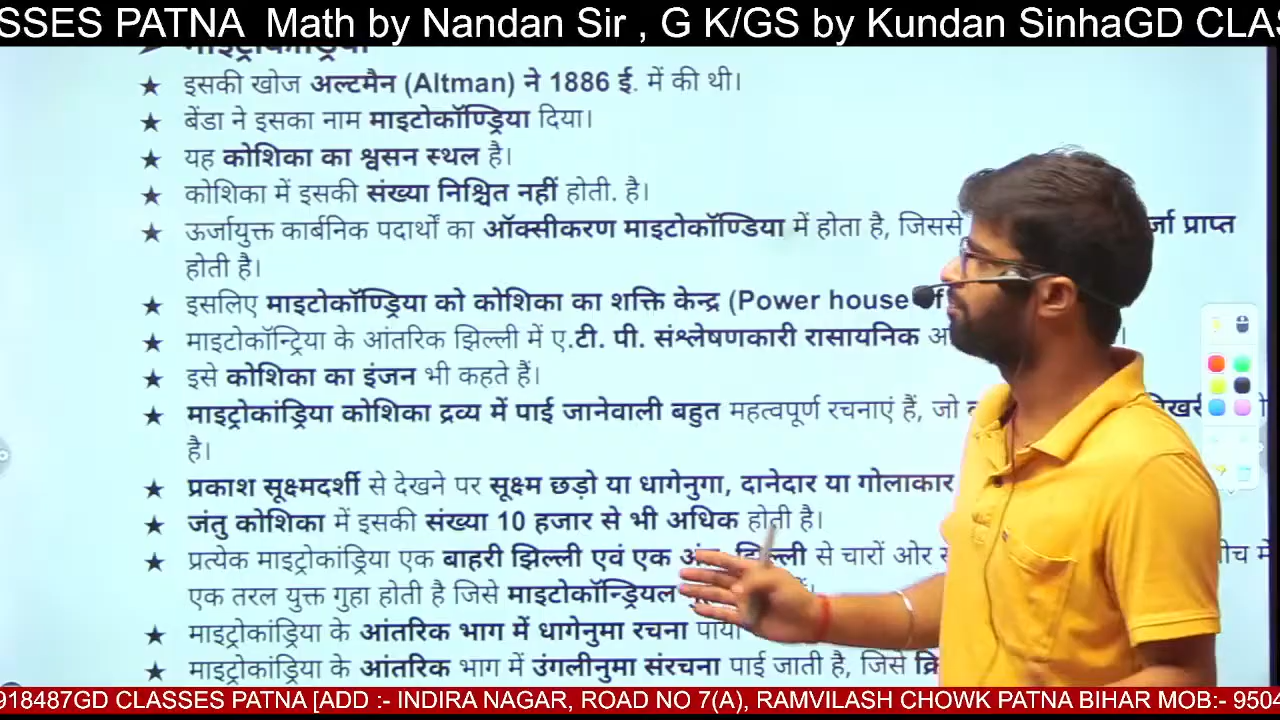 SSES PATNA Math by Nandan Sir , G K/GS by Kundan SinhaGD CLAS
माइट्रोकांड्रिया
★ इसकी खोज अल्टमैन (Altman) ने 1886 ई. में की थी।
★ बेंडा ने इसका नाम माइटोकॉण्ड्रिया दिया।
★ यह कोशिका का श्वसन स्थल है।
★ कोशिका में इसकी संख्या निश्चित नहीं होती. है।
★ ऊर्जायुक्त कार्बनिक पदार्थों का ऑक्सीकरण माइटोकॉण्डिया में होता है, जिससे र्जा प्राप्त
होती है।
★ इसलिए माइटोकॉण्ड्रिया को कोशिका का शक्ति केन्द्र (Power house of
★ माइटोकॉन्ट्रिया के आंतरिक झिल्ली में ए.टी. पी. संश्लेषणकारी रासायनिक
★ इसे कोशिका का इंजन भी कहते हैं।
★ माइट्रोकांड्रिया कोशिका द्रव्य में पाई जानेवाली बहुत महत्वपूर्ण रचनाएं हैं, जो
है।
★ प्रकाश सूक्ष्मदर्शी से देखने पर सूक्ष्म छड़ो या धागेनुगा, दानेदार या गोलाकार
★ जंतु कोशिका में इसकी संख्या 10 हजार से भी अधिक होती है।
★ प्रत्येक माइट्रोकांड्रिया एक बाहरी झिल्ली एवं एक झिल्ली से चारों ओर बीच में
एक तरल युक्त गुहा होती है जिसे माइटोकॉन्ड्रियल
★ माइट्रोकांड्रिया के आंतरिक भाग में धागेनुमा रचना पायी
★ माइट्रोकांड्रिया के आंतरिक भाग में उंगलीनुमा संरचना पाई जाती है, जिसे
918487GD CLASSES PATNA [ADD :- INDIRA NAGAR, ROAD NO 7(A), RAMVILASH CHOWK PATNA BIHAR MOB:- 9504